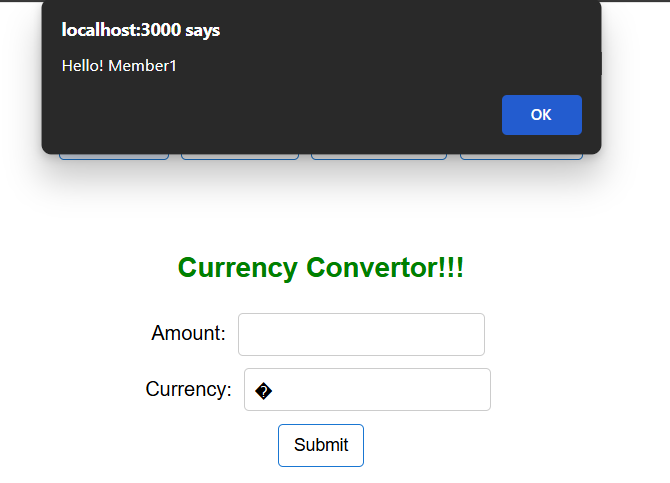 localhost:3000 says
Hello! Member1
OK
Currency Convertor!!!
Amount:
Currency: �
Submit